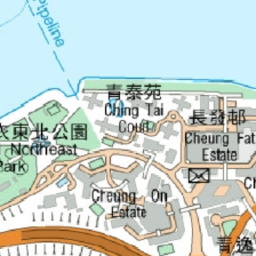 Pipeline
青泰苑
Ching Tai
Court
長發邨
Cheung Fat
Estate
衣東北公園
Northeast
Park
Cheung On
Estate
青逸